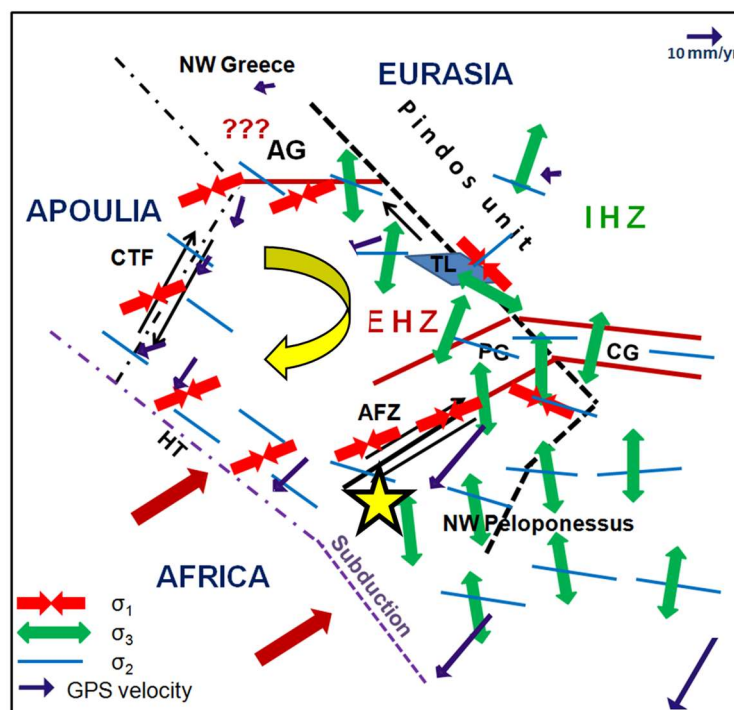 NW Greece
EURASIA
10 mm/yr
???
AG
Pindos unit
APOULIA
IHZ
CTF
TL
EHZ
PG
CG
AFZ
HT
NW Peloponessus
Subduction
AFRICA
σ1
σ3
σ2
GPS velocity